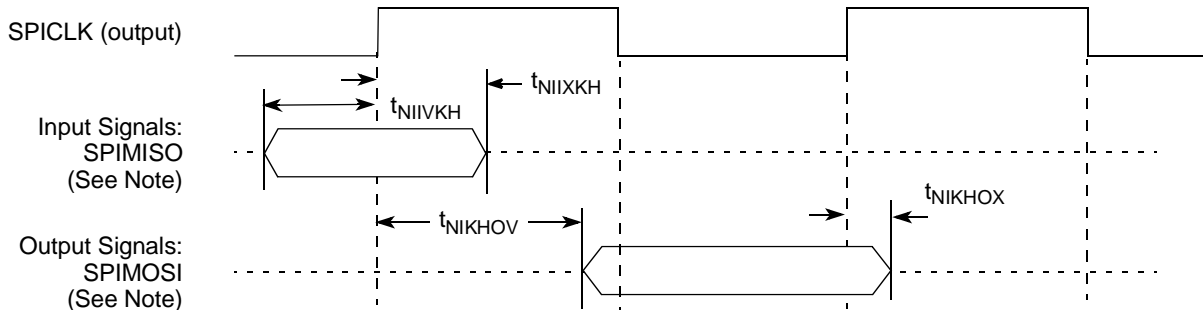 SPICLK (output)
tNIIXKH
tNIIVKH
Input Signals:
SPIMISO
(See Note)
tNIKHOX
tNIKHOV
Output Signals:
SPIMOSI
(See Note)